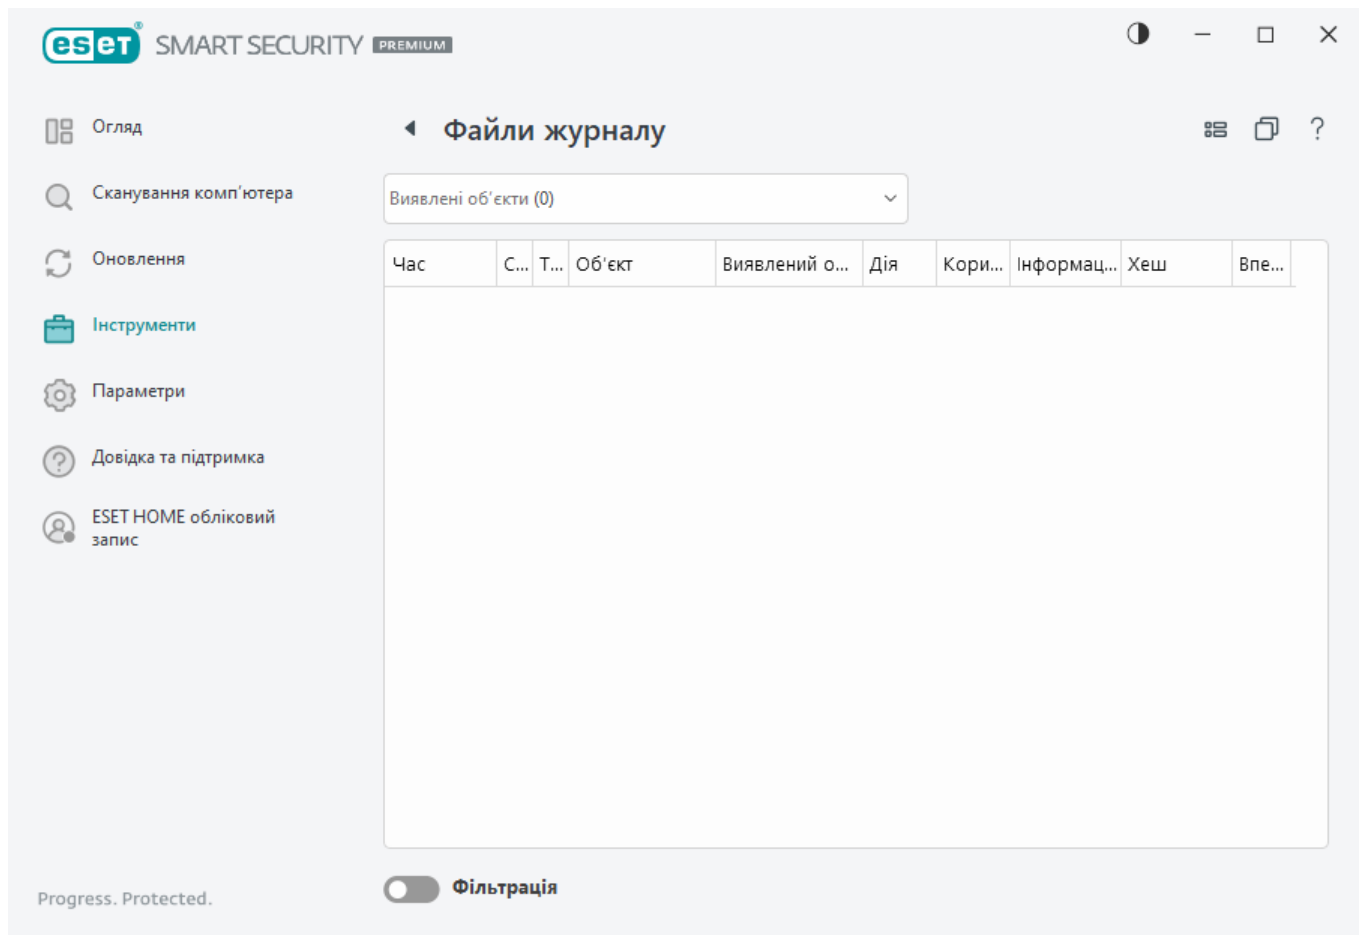 eset® SMART SECURITY PREMIUM
Огляд
Сканування комп'ютера
Оновлення
Інструменти
Параметри
Довідка та підтримка
ESET HOME обліковий
запис
Progress. Protected.
Файли журналу
?
Виявлені об'єкти (0)
Час С... Т... Об'єкт Виявлений о... Дія Кори... Інформац... Хеш Впе...
Фільтрація